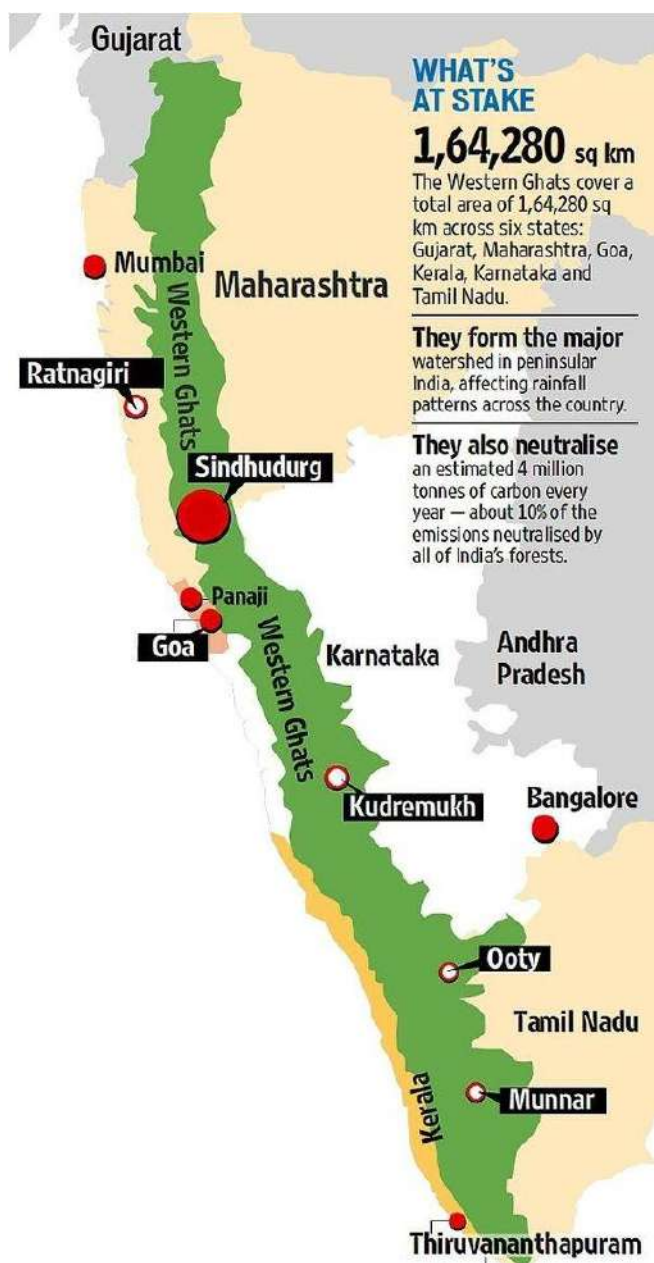 Gujarat
WHAT'S
AT STAKE
1,64,280 sq km
The Western Ghats cover a
total area of 1,64,280 sq
km across six states:
Gujarat, Maharashtra, Goa,
Kerala, Karnataka and
Tamil Nadu.
They form the major
watershed in peninsular
India, affecting rainfall
patterns across the country.
They also neutralise
an estimated 4 million
tonnes of carbon every
year — about 10% of the
emissions neutralised by
all of India's forests.
Mumbai
Maharashtra
Western Ghats
Ratnagiri
Sindhudurg
Panaji
Goa
Western Ghats
Karnataka
Andhra
Pradesh
Kudremukh
Bangalore
Ooty
Tamil Nadu
Munnar
Kerala
Thiruvananthapuram